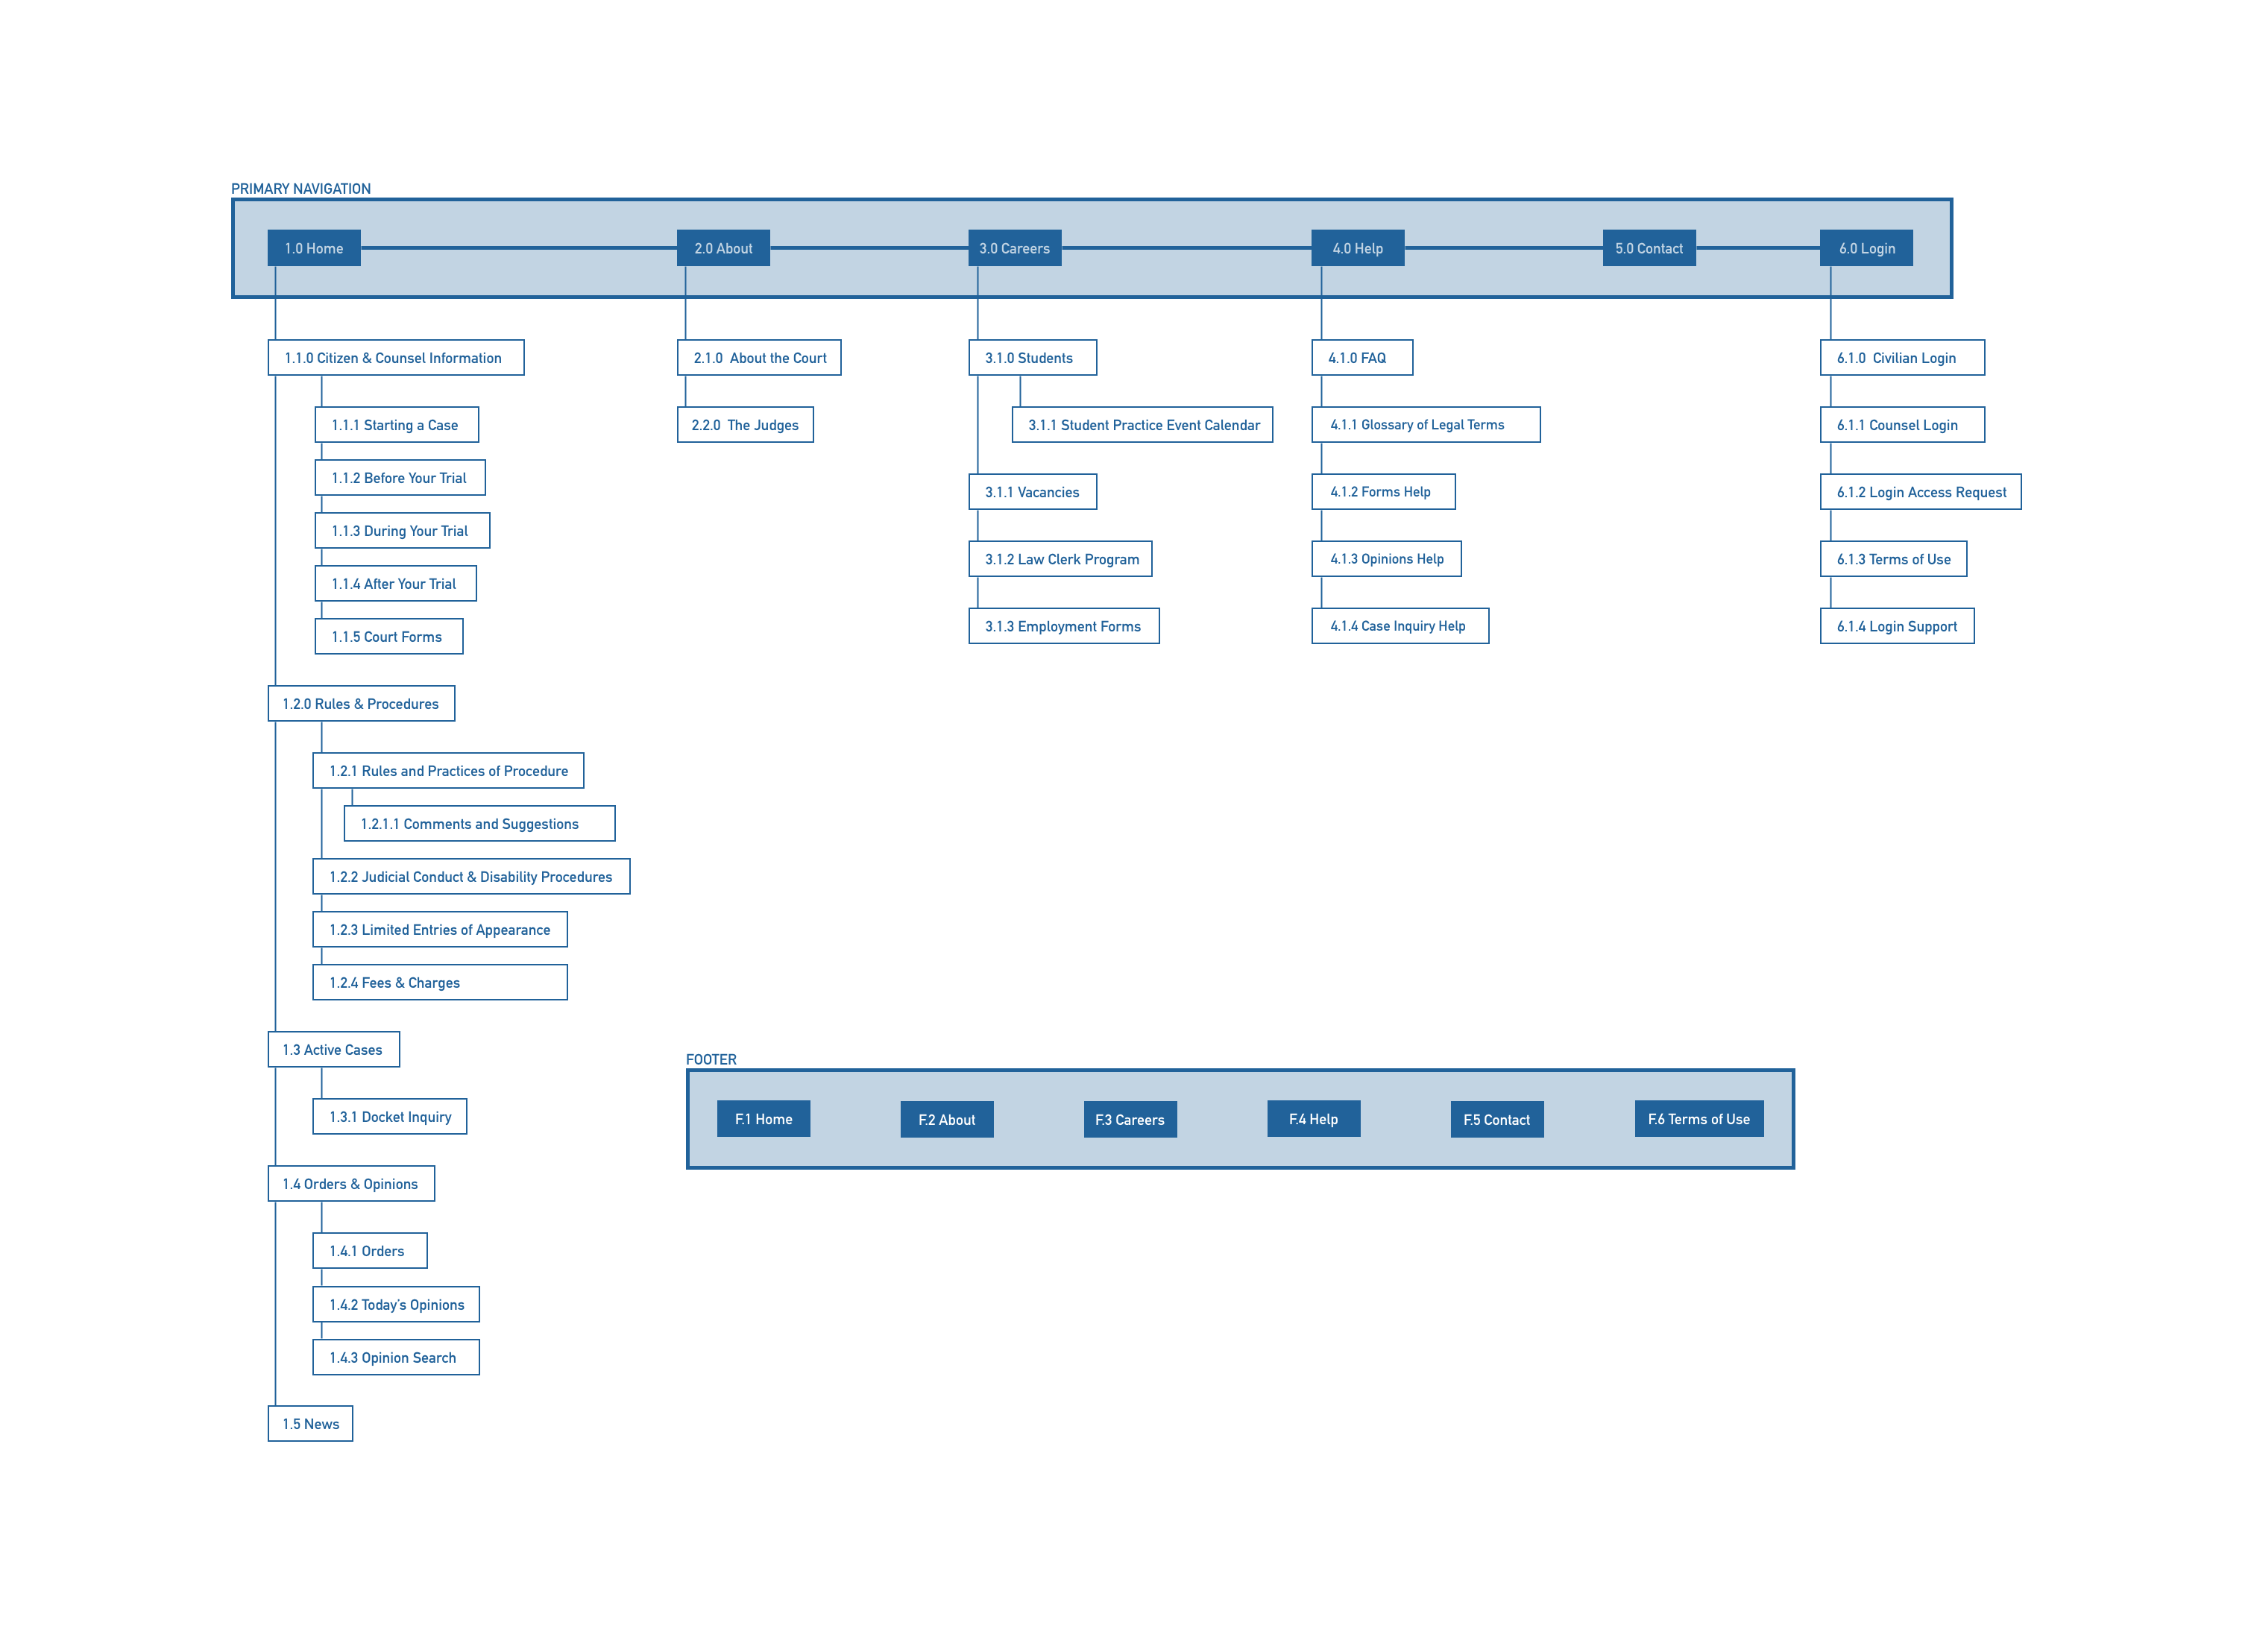 PRIMARY NAVIGATION
1.0 Home
2.0 About
3.0 Careers
4.0 Help
5.0 Contact
6.0 Login
1.1.0 Citizen & Counsel Information
1.1.1 Starting a Case
1.1.2 Before Your Trial
1.1.3 During Your Trial
1.1.4 After Your Trial
1.1.5 Court Forms
1.2.0 Rules & Procedures
1.2.1 Rules and Practices of Procedure
1.2.1.1 Comments and Suggestions
1.2.2 Judicial Conduct & Disability Procedures
1.2.3 Limited Entries of Appearance
1.2.4 Fees & Charges
1.3 Active Cases
1.3.1 Docket Inquiry
1.4 Orders & Opinions
1.4.1 Orders
1.4.2 Today's Opinions
1.4.3 Opinion Search
1.5 News
2.1.0 About the Court
2.2.0 The Judges
3.1.0 Students
3.1.1 Student Practice Event Calendar
3.1.1 Vacancies
3.1.2 Law Clerk Program
3.1.3 Employment Forms
4.1.0 FAQ
4.1.1 Glossary of Legal Terms
4.1.2 Forms Help
4.1.3 Opinions Help
4.1.4 Case Inquiry Help
6.1.0 Civilian Login
6.1.1 Counsel Login
6.1.2 Login Access Request
6.1.3 Terms of Use
6.1.4 Login Support
FOOTER
F.1 Home
F.2 About
F.3 Careers
F.4 Help
F.5 Contact
F.6 Terms of Use